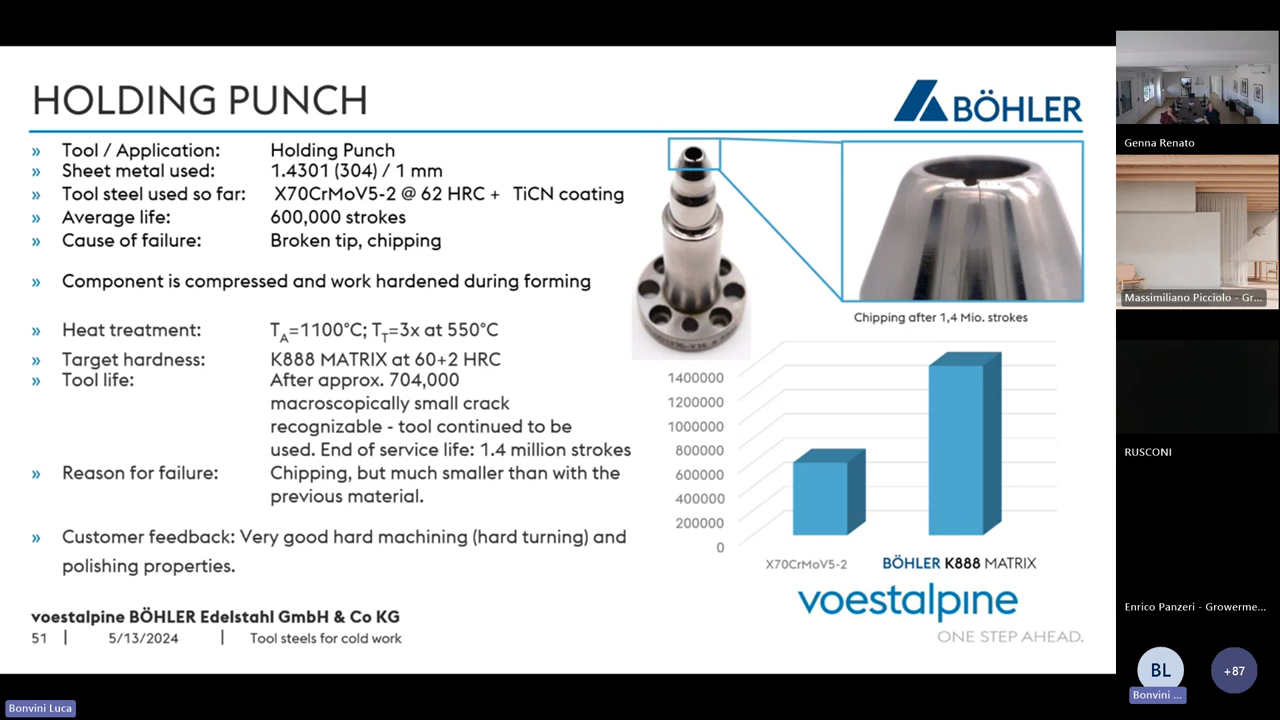 HOLDING PUNCH
BÖHLER
» Tool / Application: Holding Punch
» Sheet metal used: 1.4301 (304) / 1 mm
» Tool steel used so far: X70CrMoV5-2 @ 62 HRC + TiCN coating
» Average life: 600,000 strokes
» Cause of failure: Broken tip, chipping
» Component is compressed and work hardened during forming
» Heat treatment: TA=1100°C; TT=3x at 550°C
» Target hardness: K888 MATRIX at 60+2 HRC
» Tool life: After approx. 704,000
macroscopically small crack
recognizable - tool continued to be
used. End of service life: 1.4 million strokes
» Reason for failure: Chipping, but much smaller than with the
previous material.
» Customer feedback: Very good hard machining (hard turning) and
polishing properties.
Chipping after 1,4 Mio. strokes
1400000
1200000
1000000
800000
600000
400000
200000
0
X70CrMoV5-2
BÖHLER K888 MATRIX
voestalpine
ONE STEP AHEAD.
voestalpine BÖHLER Edelstahl GmbH & Co KG
51 | 5/13/2024 | Tool steels for cold work
Genna Renato
Massimiliano Picciolo - Gr...
RUSCONI
Enrico Panzeri - Growerme...
BL
Bonvini ...
+87
Bonvini Luca